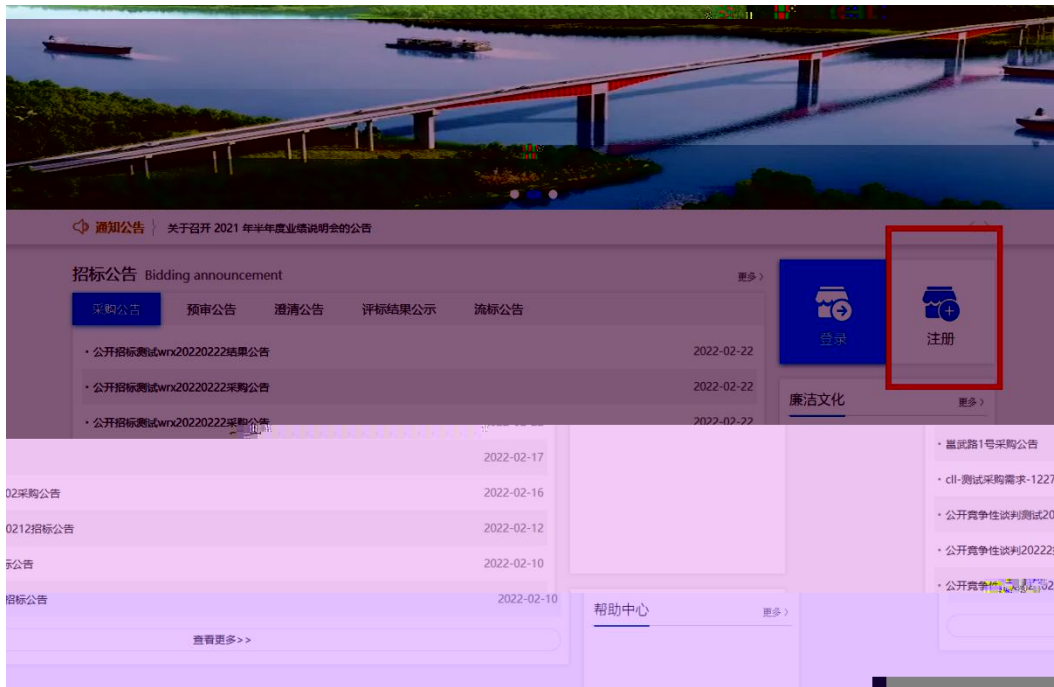 通知公告 关于召开 2021 年半年度业绩说明会的公告
招标公告 Bidding announcement 更多〉
采购公告 预审公告 澄清公告 评标结果公示 流标公告
登录
注册
· 公开招标测试wrx20220222结果公告 2022-02-22
· 公开招标测试wrx20220222采购公告 2022-02-22
· 公开招标测试wrx20220222采购公告 2022-02-22
廉洁文化 更多〉
2022-02-17
02采购公告 2022-02-16
0212招标公告 2022-02-12
标公告 2022-02-10
招标公告 2022-02-10
查看更多>>
· 邕武路1号采购公告
· cll-测试采购需求-1227
· 公开竞争性谈判测试20
· 公开竞争性谈判20222
· 公开竞争
帮助中心 更多〉